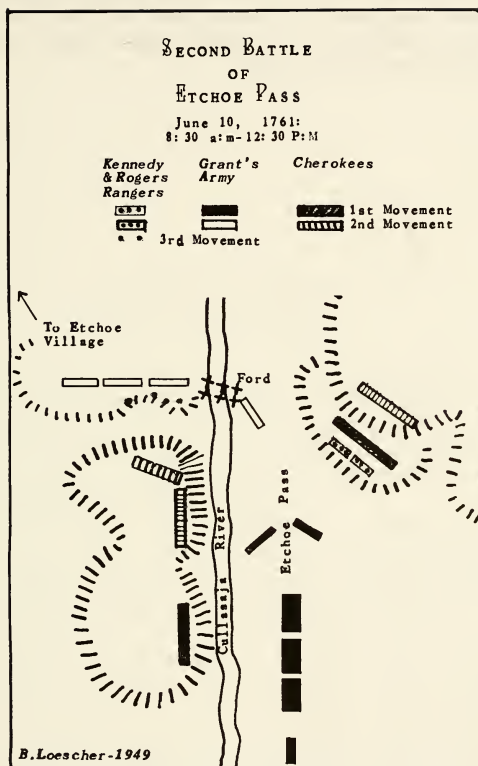 SECOND BATTLE
OF
ETCHOE PASS
June 10, 1761:
8:30 a:m-12:30 P:M
Kennedy
& Rogers
Rangers
Grant's
Army
Cherokees
1st Movement
2nd Movement
3rd Movement
To Etchoe
Village
Ford
Etchoe Pass
Cullasaja River
B.Loescher-1949